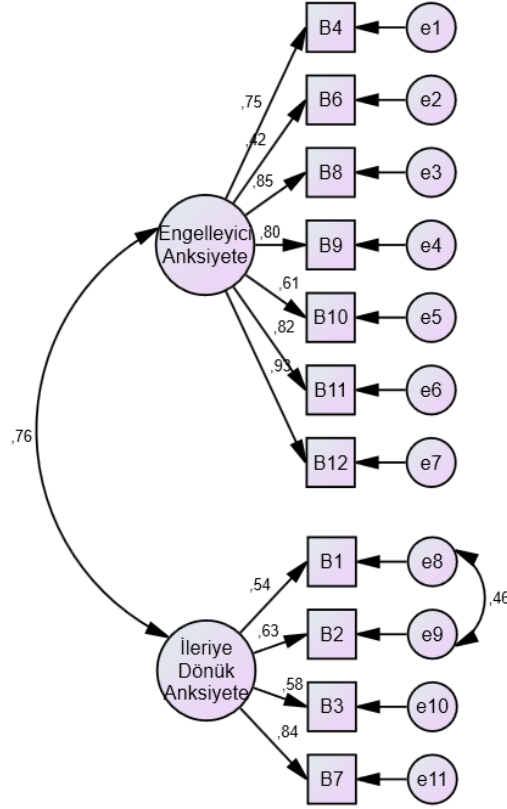 B4
e1
,75
B6
e2
,42
B8
e3
,85
Engelleyici
Anksiyete
,80
B9
e4
,61
B10
e5
,82
B11
e6
,93
B12
e7
,76
B1
e8
,54
,46
B2
e9
,63
İleriye
Dönük
Anksiyete
,58
B3
e10
,84
B7
e11